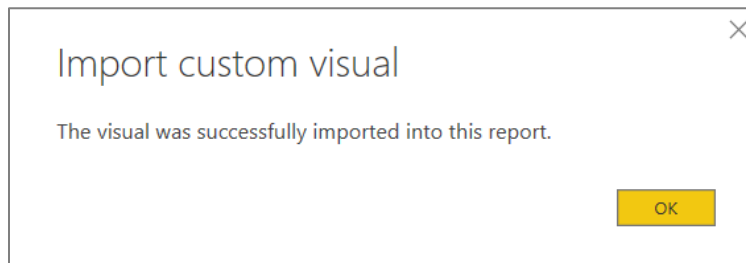 Import custom visual
The visual was successfully imported into this report.
OK